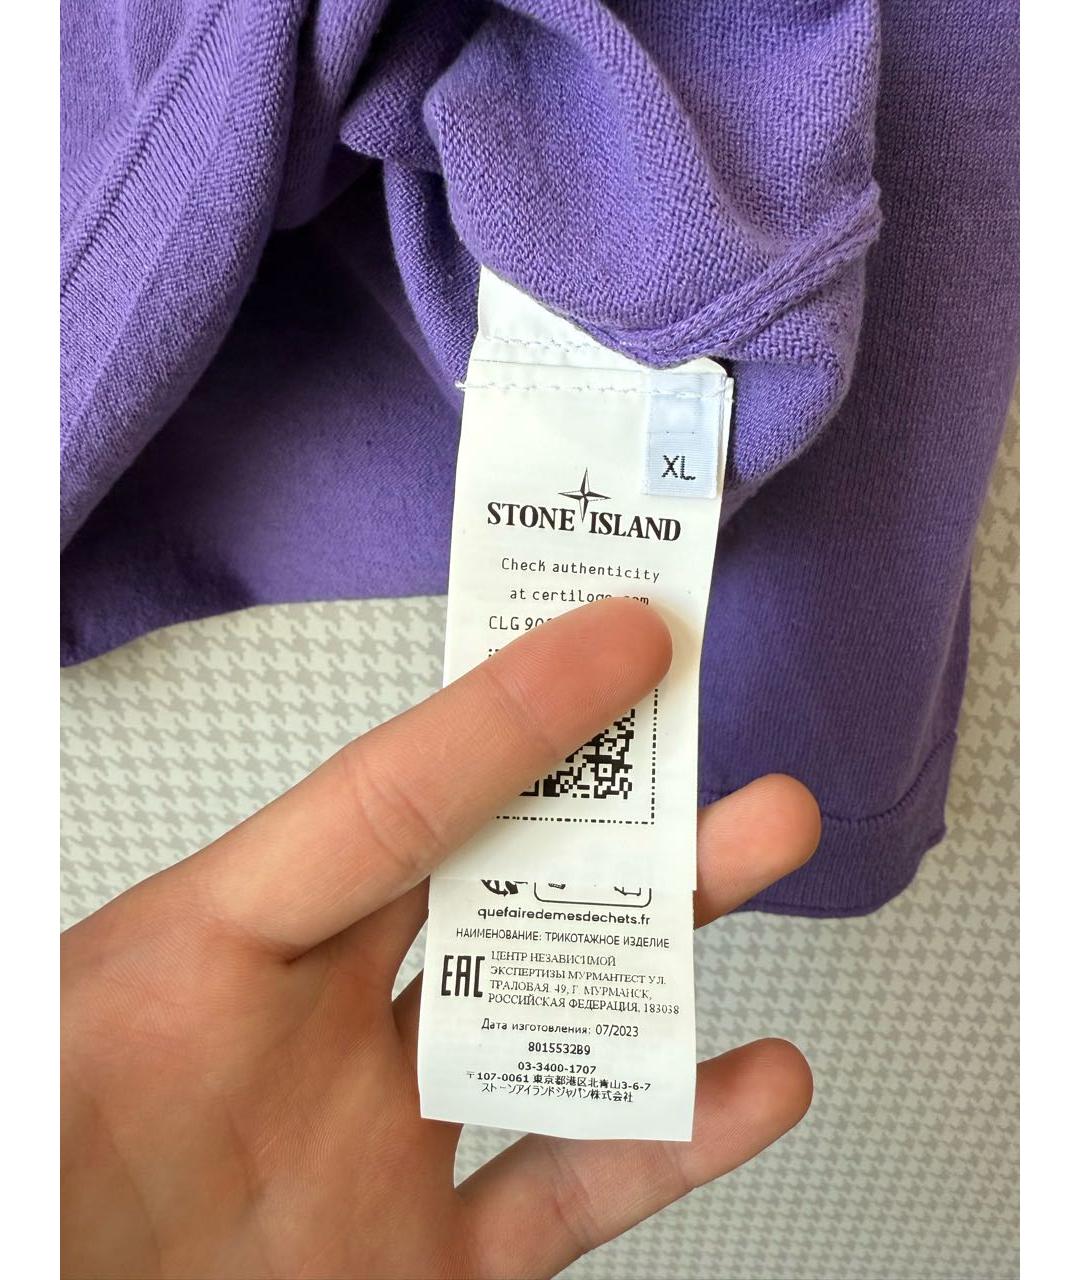 XL
STONE ISLAND
Check authenticity
at certilogo.com
CLG 90
quefairedemesdechets.fr
НАИМЕНОВАНИЕ: ТРИКОТАЖНОЕ ИЗДЕЛИЕ
EAC
ЦЕНТР НЕЗАВИСИМОЙ
ЭКСПЕРТИЗЫ МУРМАНТЕСТ УЛ.
ТРАЛОВАЯ, 49, Г. МУРМАНСК,
РОССИЙСКАЯ ФЕДЕРАЦИЯ, 183038
Дата изготовления: 07/2023
8015532B9
03-3400-1707
〒107-0061 東京都港区北青山3-6-7
ストーンアイランドジャパン株式会社